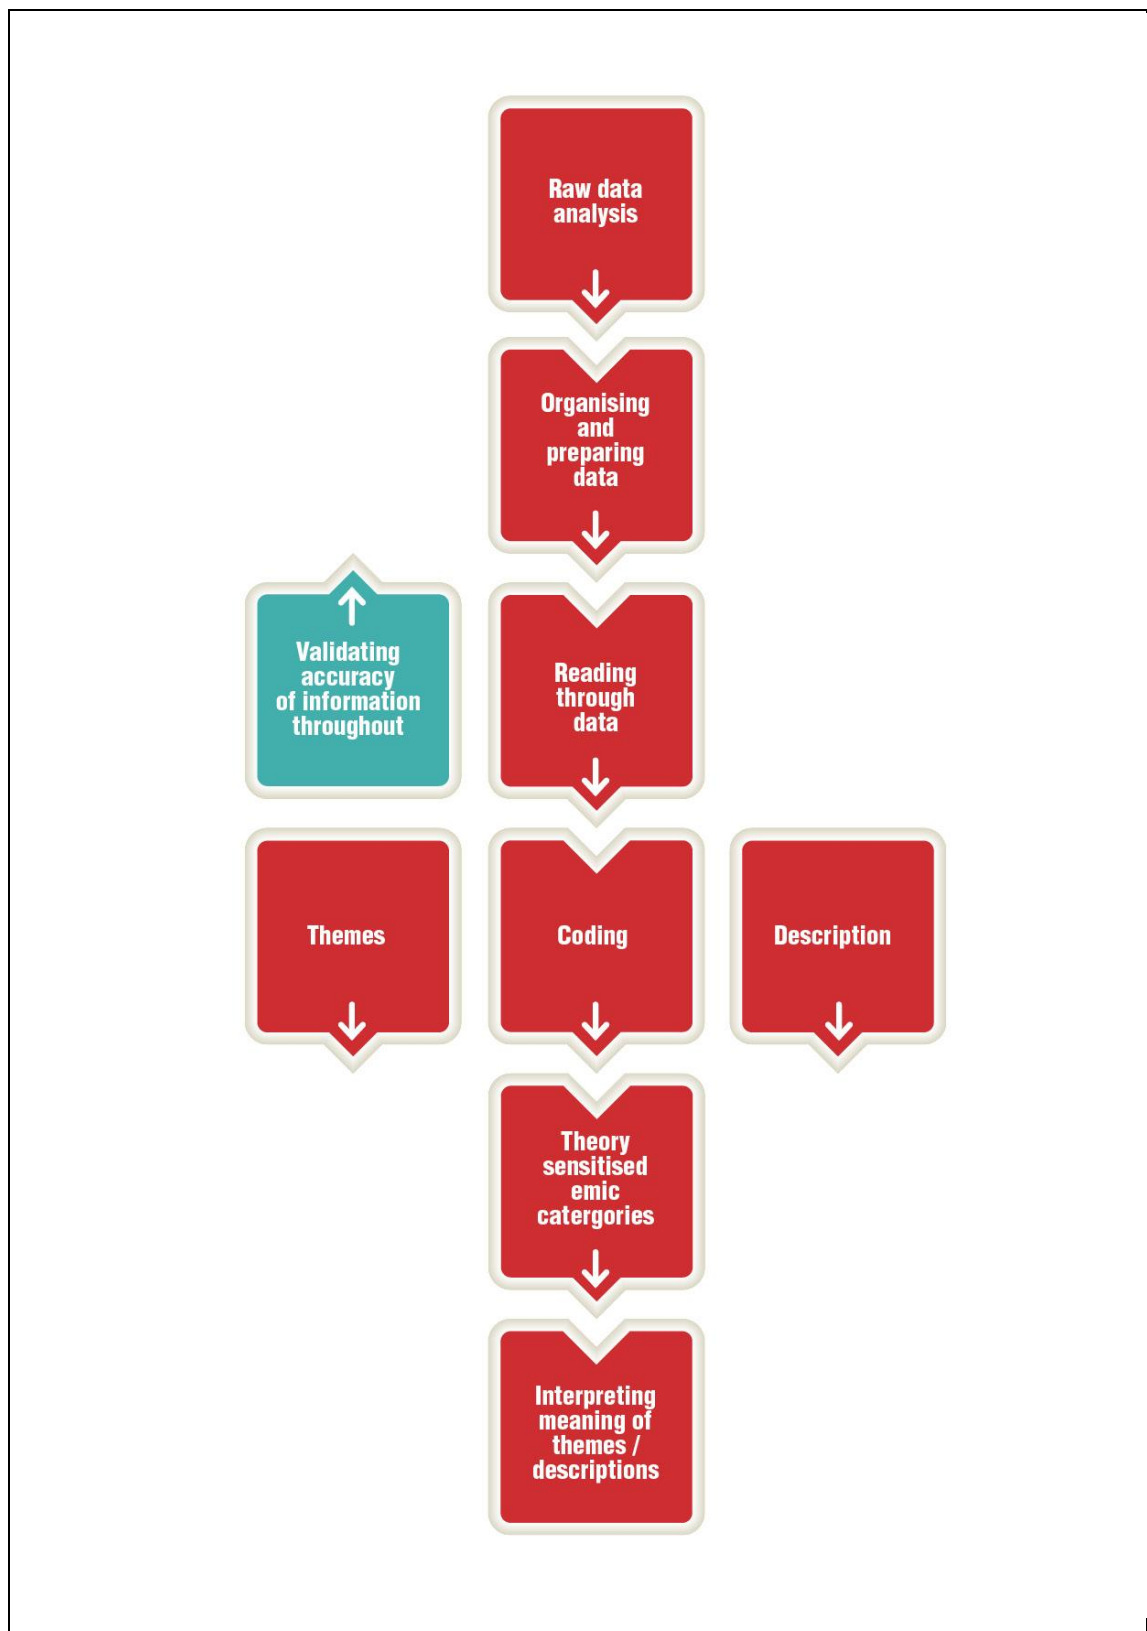 Raw data
analysis
Organising
and
preparing
data
Validating
accuracy
of information
throughout
Reading
through
data
Themes
Coding
Description
Theory
sensitised
emic
catergories
Interpreting
meaning of
themes /
descriptions